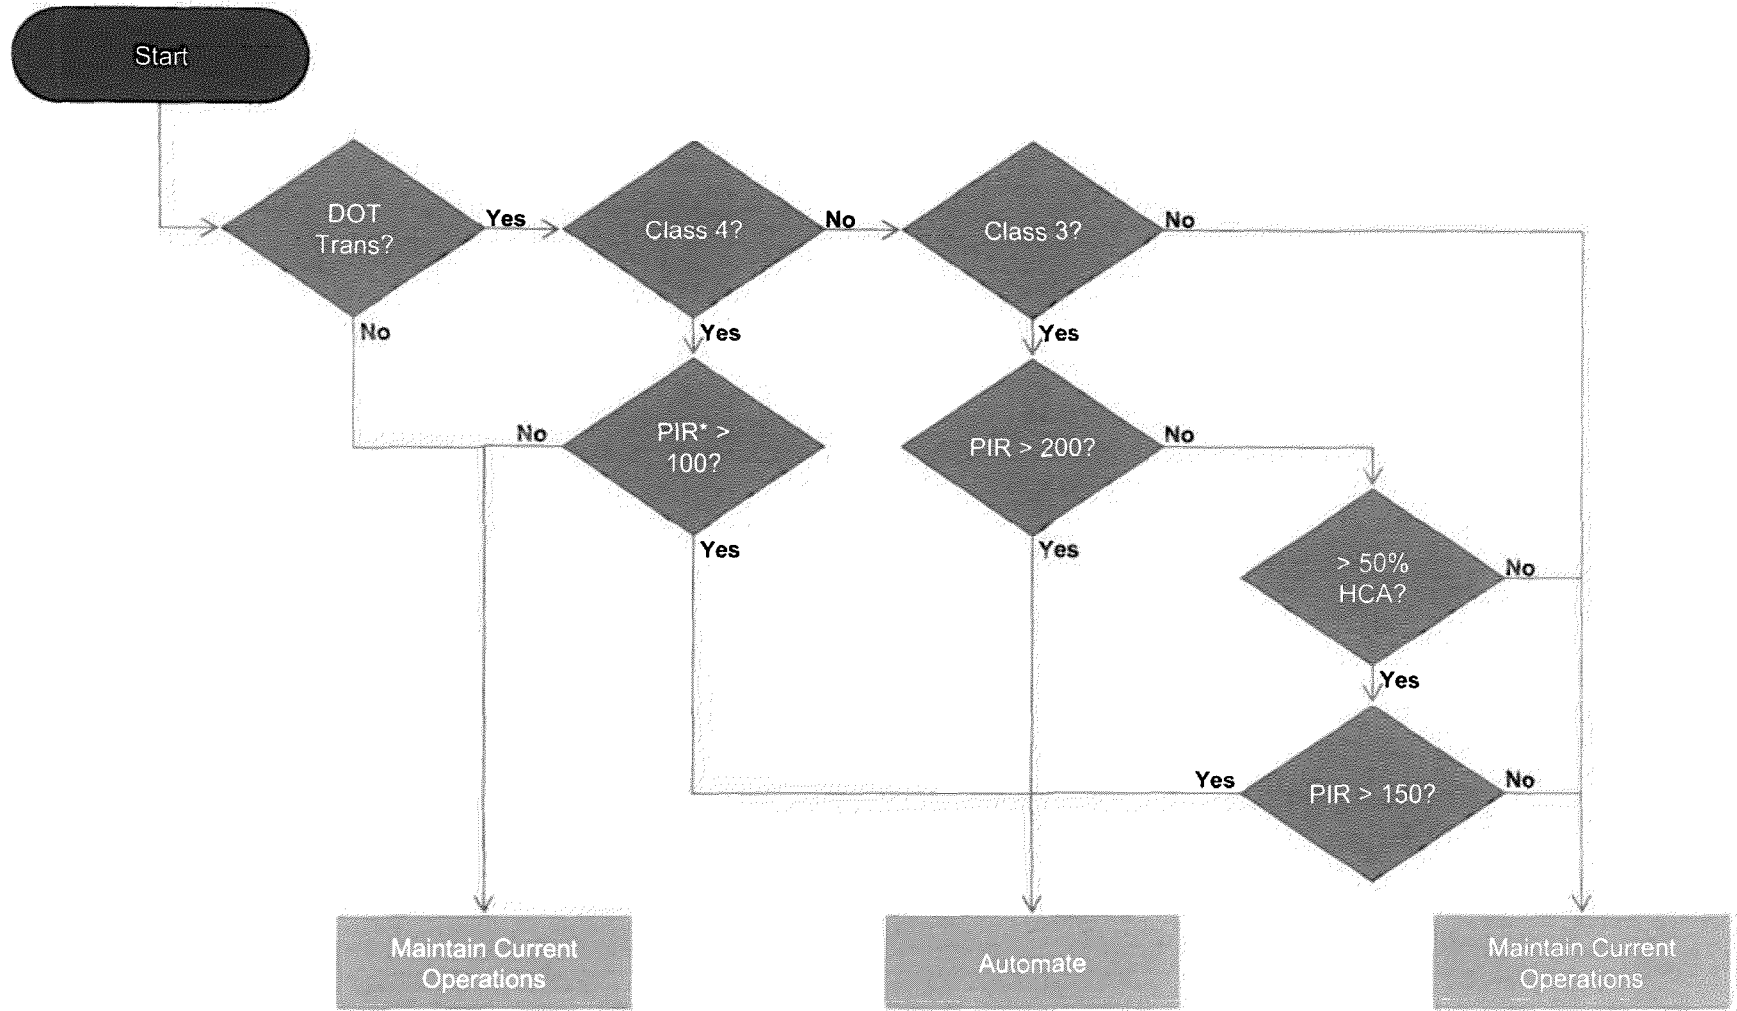 Start
DOT
Trans?
Yes
Class 4?
No
Class 3?
No
No
Yes
Yes
No
PIR* >
100?
PIR > 200?
No
Yes
Yes
> 50%
HCA?
No
Yes
Yes
PIR > 150?
No
Maintain Current
Operations
Automate
Maintain Current
Operations